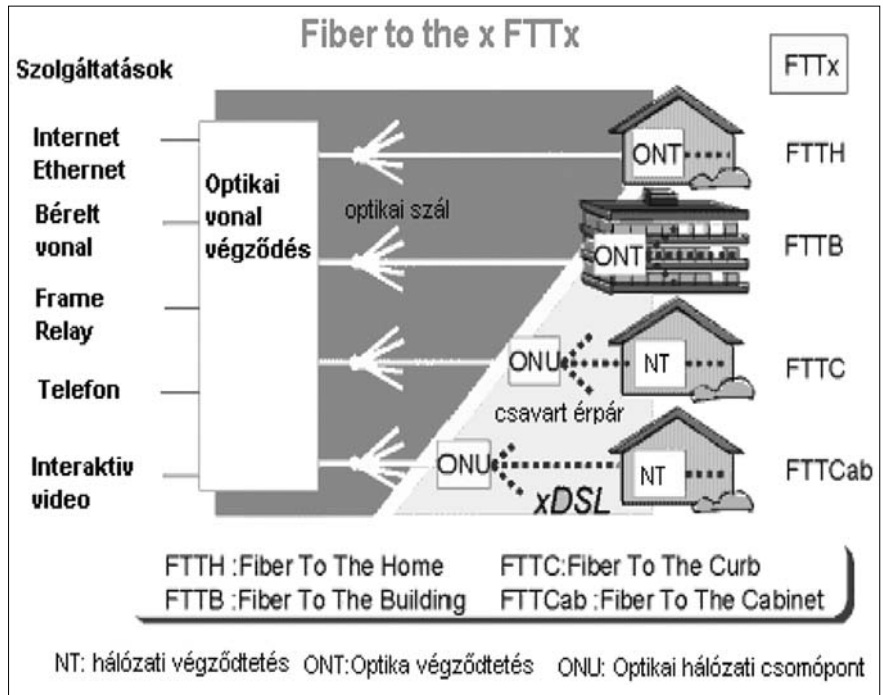 Fiber to the x FTTx
Szolgáltatások
FTTx
Internet
Ethernet
Bérelt
vonal
Frame
Relay
Telefon
Interaktiv
video
Optikai
vonal
végződés
optikai szál
ONT
FTTH
ONT
FTTB
ONU
NT
FTTC
csavart érpár
ONU
NT
FTTCab
xDSL
FTTH :Fiber To The Home
FTTC:Fiber To The Curb
FTTB :Fiber To The Building
FTTCab :Fiber To The Cabinet
NT: hálózati végződtetés ONT:Optika végződtetés ONU: Optikai hálózati csomópont